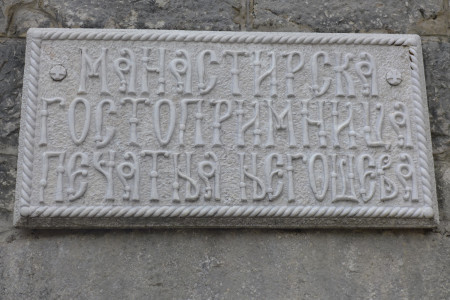 МАНАСТИРСКА
ГОСТОПРИМНИЦА
ПЕЧАТЊА ЊЕГОШЕВА